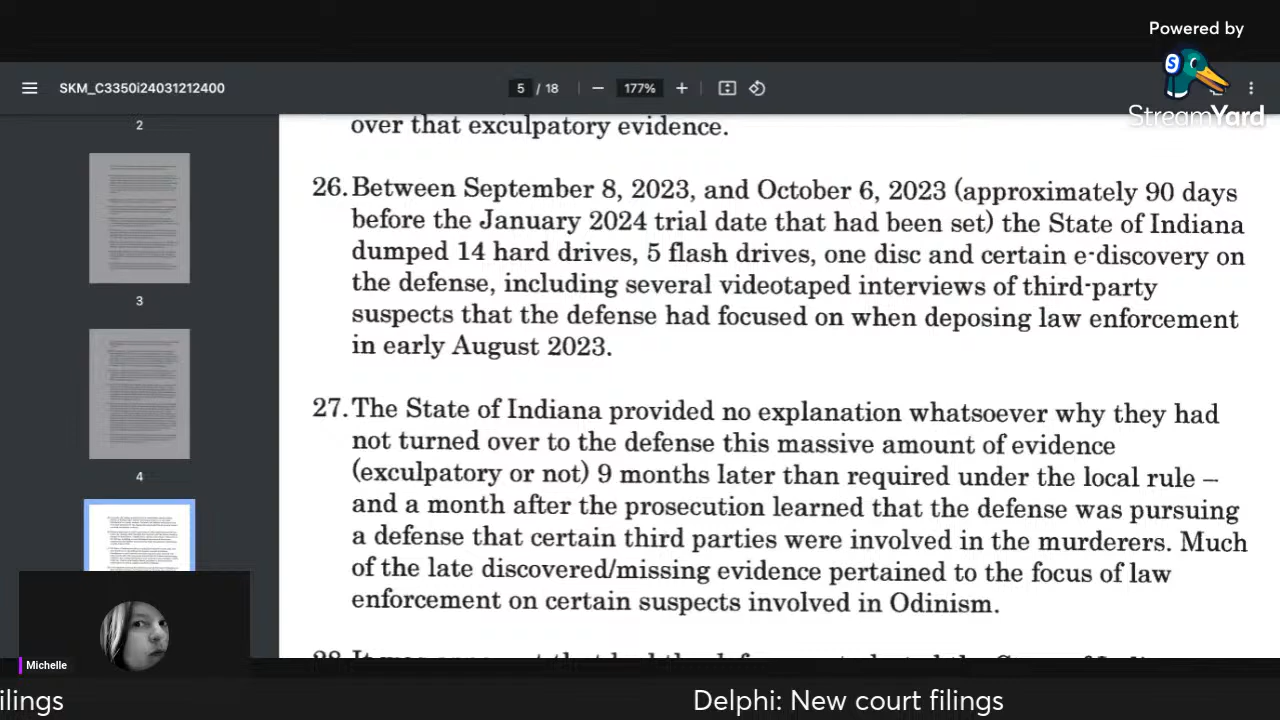 Powered by
StreamYard
SKM_C3350i24031212400
5 / 18
177%
2
3
4
over that exculpatory evidence.
26. Between September 8, 2023, and October 6, 2023 (approximately 90 days
before the January 2024 trial date that had been set) the State of Indiana
dumped 14 hard drives, 5 flash drives, one disc and certain e-discovery on
the defense, including several videotaped interviews of third-party
suspects that the defense had focused on when deposing law enforcement
in early August 2023.
27. The State of Indiana provided no explanation whatsoever why they had
not turned over to the defense this massive amount of evidence
(exculpatory or not) 9 months later than required under the local rule –
and a month after the prosecution learned that the defense was pursuing
a defense that certain third parties were involved in the murderers. Much
of the late discovered/missing evidence pertained to the focus of law
enforcement on certain suspects involved in Odinism.
Michelle
ilings
Delphi: New court filings